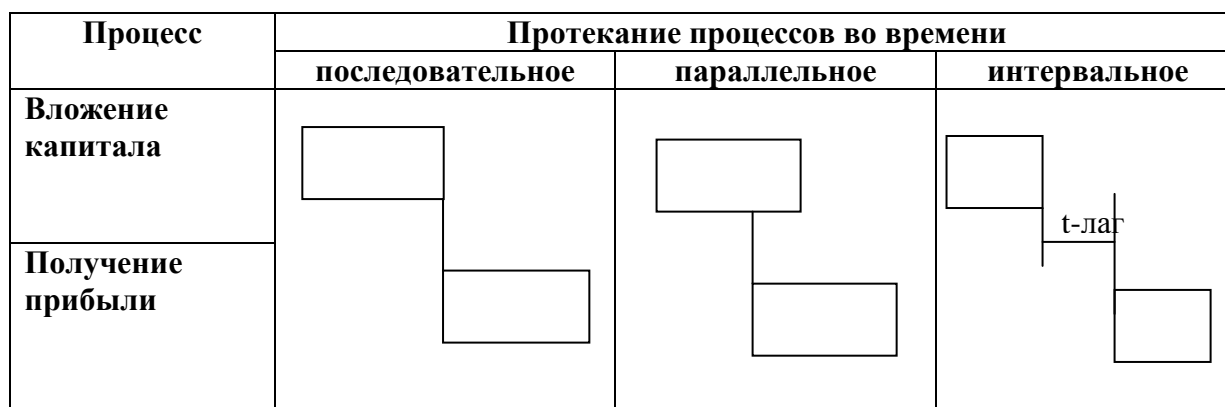 Процесс
Протекание процессов во времени
последовательное
параллельное
интервальное
Вложение
капитала
t-лаг
Получение
прибыли